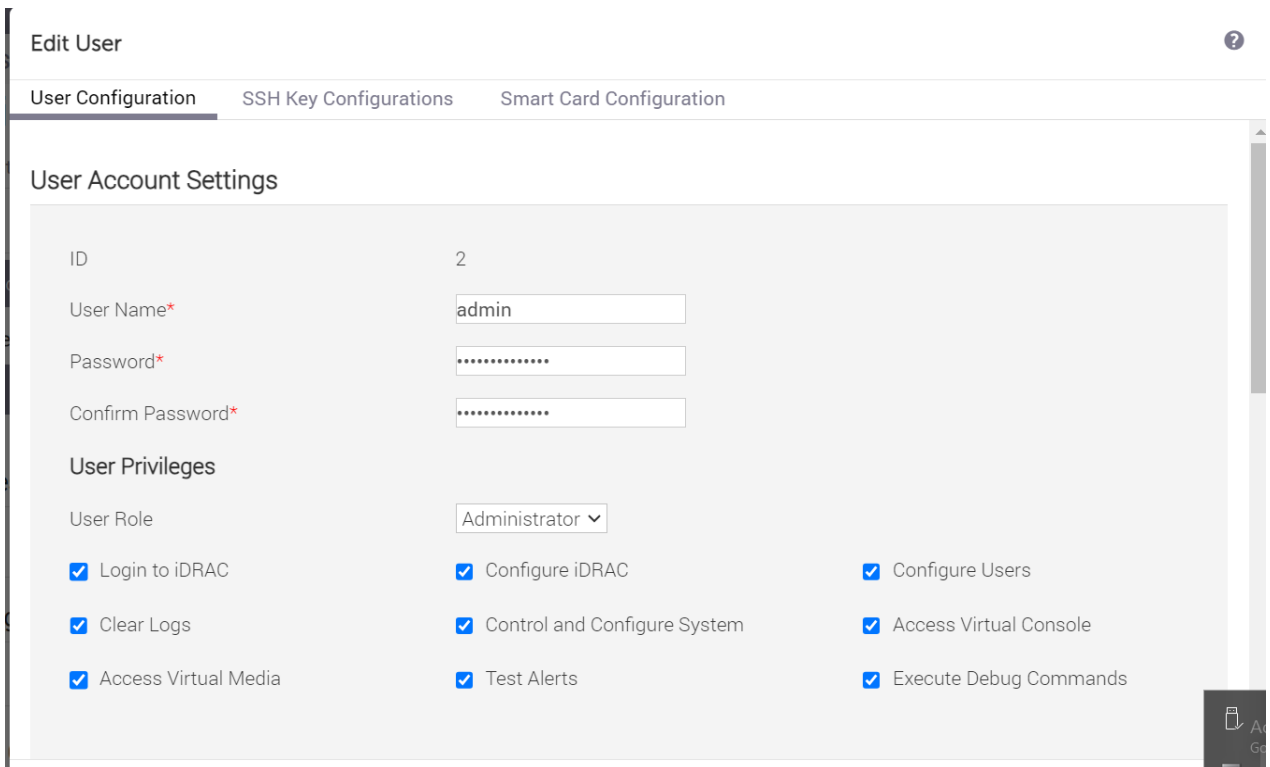 Edit User
User Configuration SSH Key Configurations Smart Card Configuration
User Account Settings
ID 2
User Name* admin
Password* ••••••••••••••
Confirm Password* ••••••••••••••
User Privileges
User Role Administrator
Login to iDRAC Configure iDRAC Configure Users
Clear Logs Control and Configure System Access Virtual Console
Access Virtual Media Test Alerts Execute Debug Commands